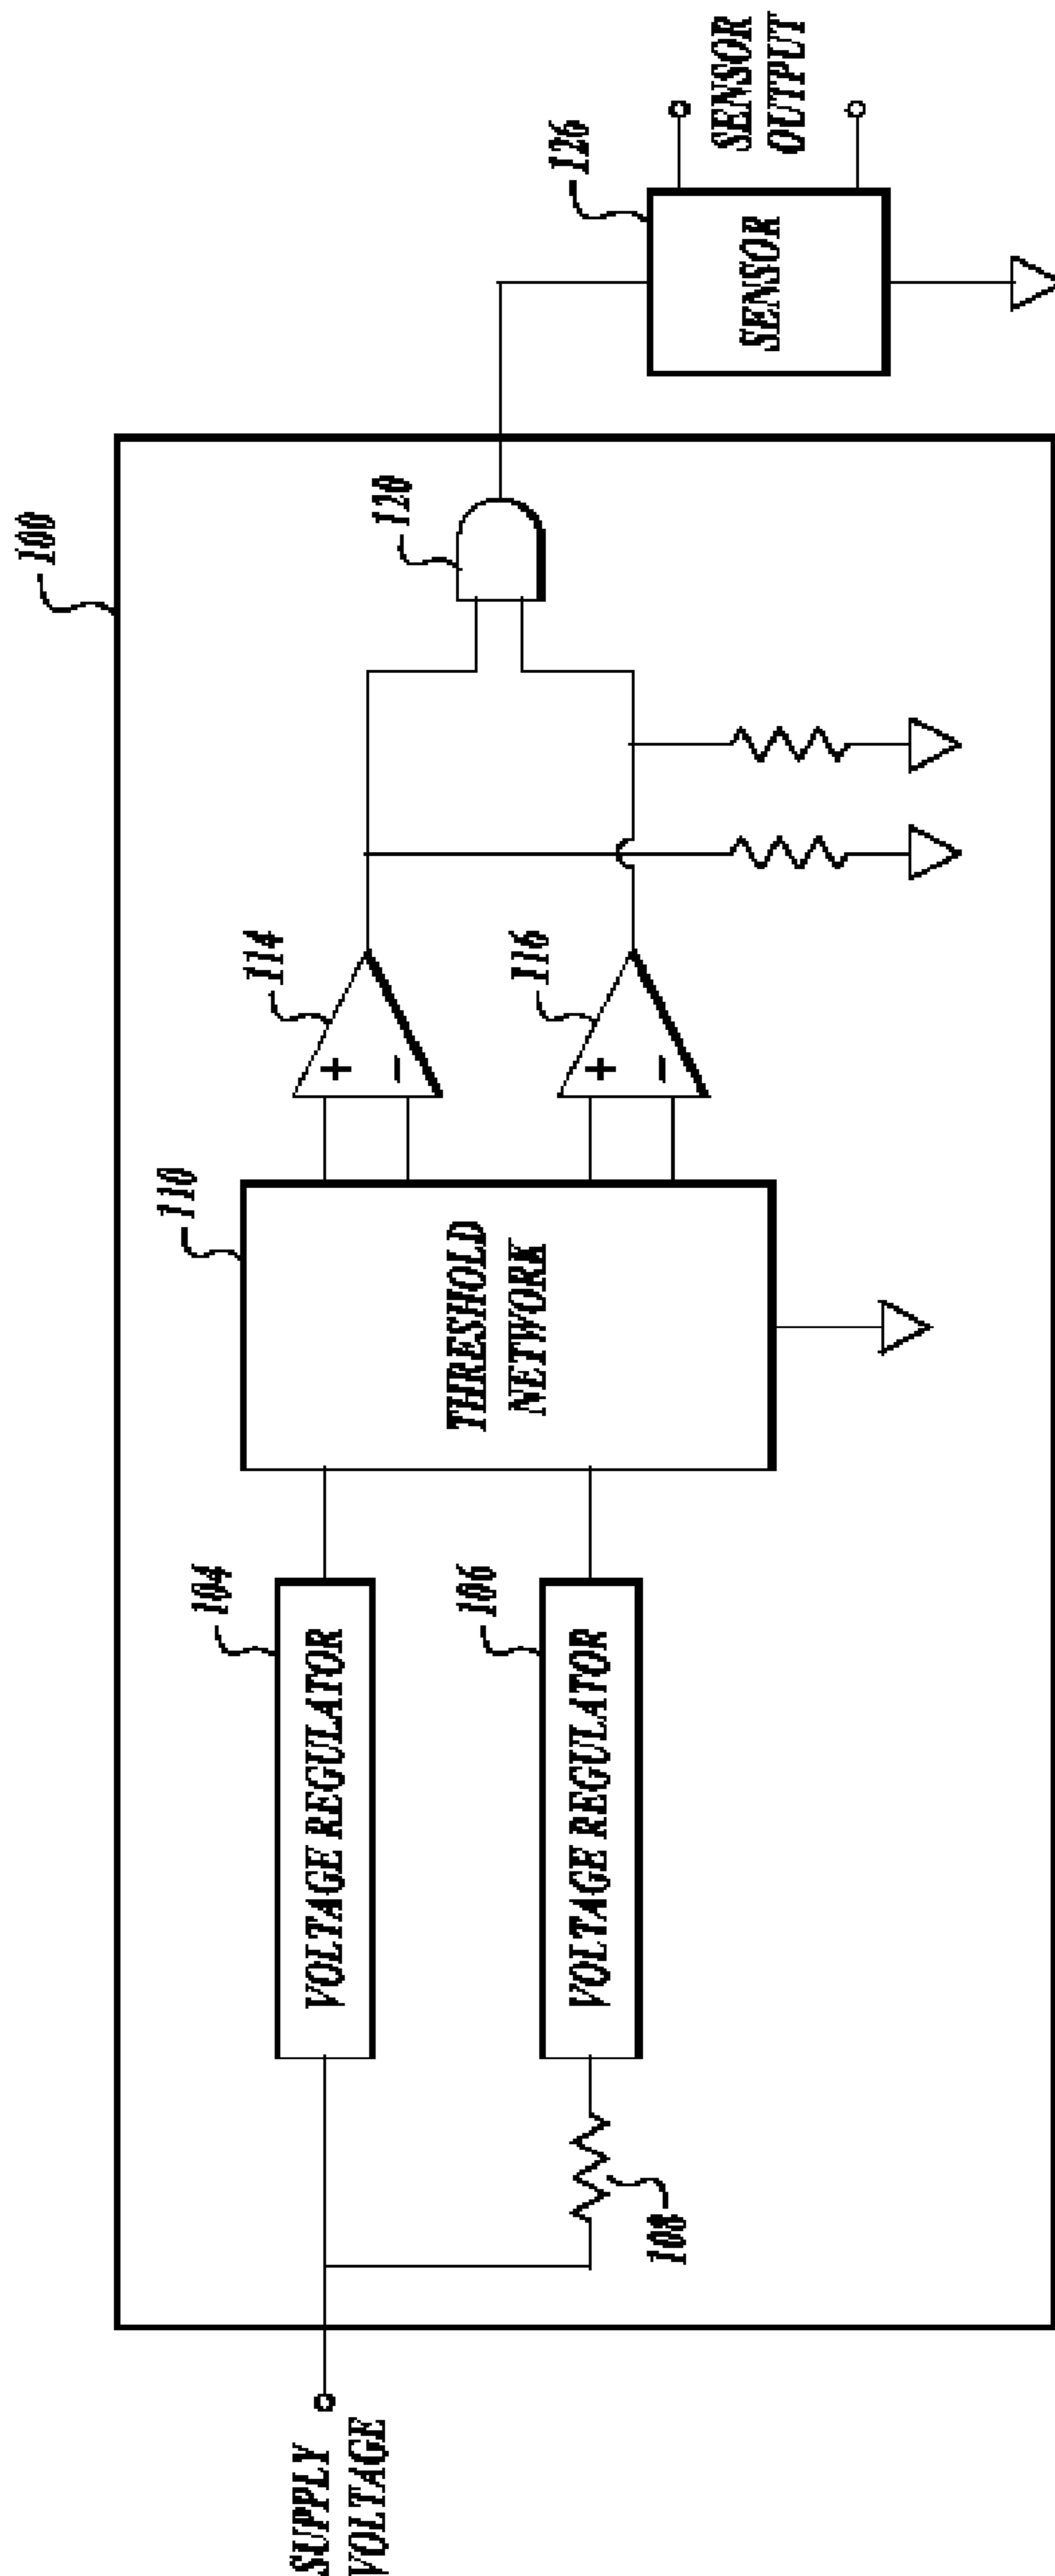 100
SUPPLY
VOLTAGE
104
VOLTAGE REGULATOR
106
VOLTAGE REGULATOR
108
110
THRESHOLD
NETWORK
114
+
-
116
+
-
120
126
SENSOR
SENSOR
OUTPUT